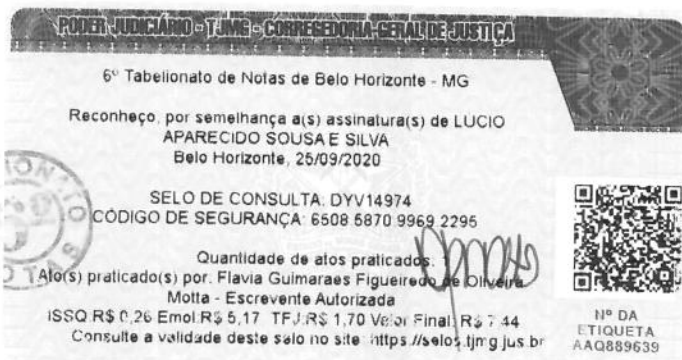 PODER JUDICIÁRIO - TJMG - CORREGEDORIA-GERAL DE JUSTIÇA
6º Tabelionato de Notas de Belo Horizonte - MG
Reconheço, por semelhança a(s) assinatura(s) de LUCIO
APARECIDO SOUSA E SILVA
Belo Horizonte, 25/09/2020
SELO DE CONSULTA: DYV14974
CÓDIGO DE SEGURANÇA: 6508 5870 9969 2295
Quantidade de atos praticados: 1
Ato(s) praticado(s) por: Flavia Guimaraes Figueiredo de Oliveira
Motta - Escrevente Autorizada
ISSQ R$ 0,26 Emol R$ 5,17 TFJ R$ 1,70 Valor Final: R$ 7,44
Consulte a validade deste selo no site: https://selos.tjmg.jus.br
Nº DA
ETIQUETA
AAQ889639